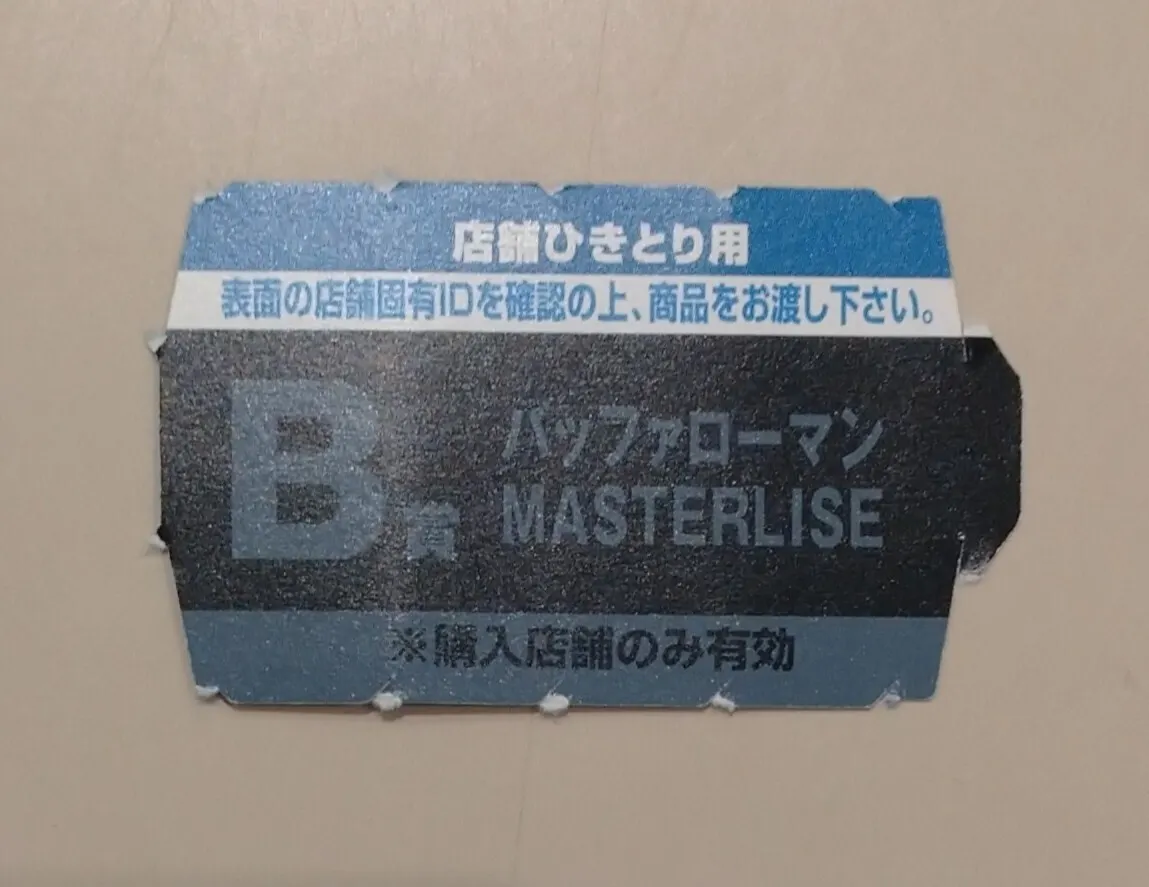 店舗ひきとり用
表面の店舗固有IDを確認の上、商品をお渡し下さい。
B賞
バッファローマン
MASTERLISE
※購入店舗のみ有効